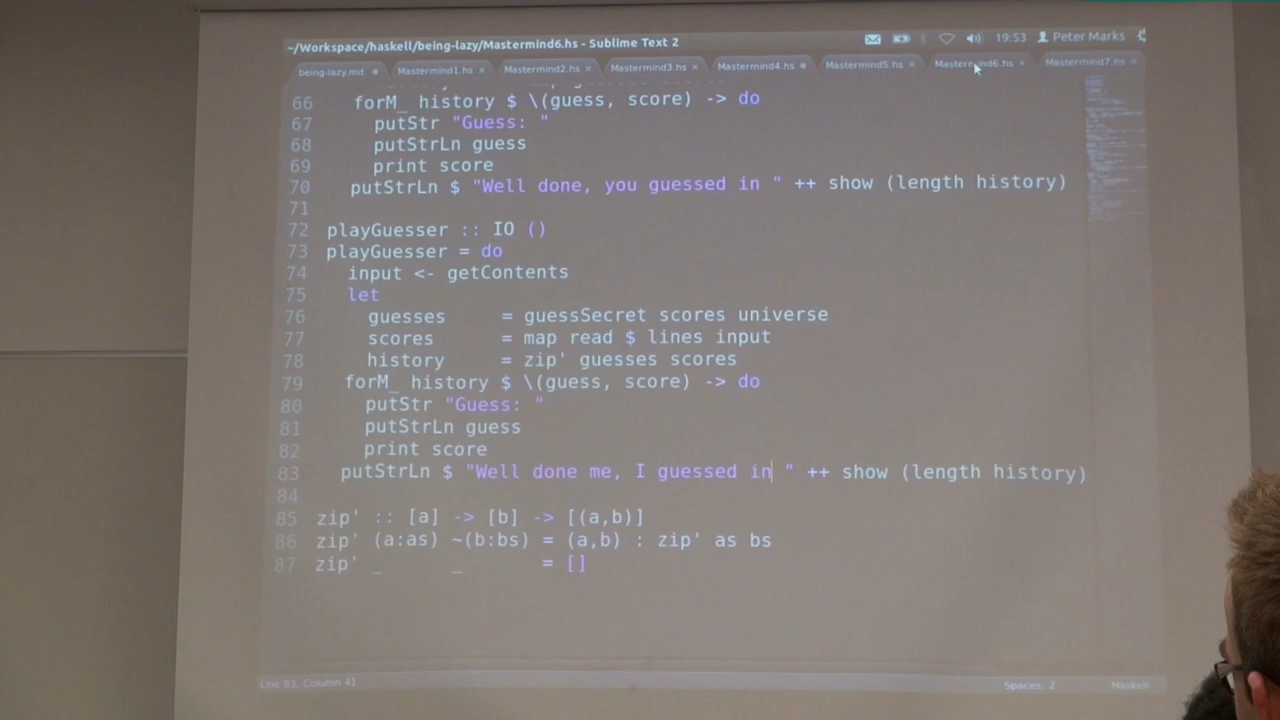 ~/Workspace/haskell/being-lazy/Mastermind6.hs - Sublime Text 2 19:53 Peter Marks
being-lazy.md Mastermind1.hs × Mastermind2.hs × Mastermind3.hs × Mastermind4.hs Mastermind5.hs × Mastermind6.hs × Mastermind7.hs ×
66 forM_ history $ \(guess, score) -> do
67 putStr "Guess: "
68 putStrLn guess
69 print score
70 putStrLn $ "Well done, you guessed in " ++ show (length history)
71
72 playGuesser :: IO ()
73 playGuesser = do
74 input <- getContents
75 let
76 guesses = guessSecret scores universe
77 scores = map read $ lines input
78 history = zip' guesses scores
79 forM_ history $ \(guess, score) -> do
80 putStr "Guess: "
81 putStrLn guess
82 print score
83 putStrLn $ "Well done me, I guessed in " ++ show (length history)
84
85 zip' :: [a] -> [b] -> [(a,b)]
86 zip' (a:as) ~(b:bs) = (a,b) : zip' as bs
87 zip' _ _ = []
Line 83, Column 41 Spaces: 2 Haskell